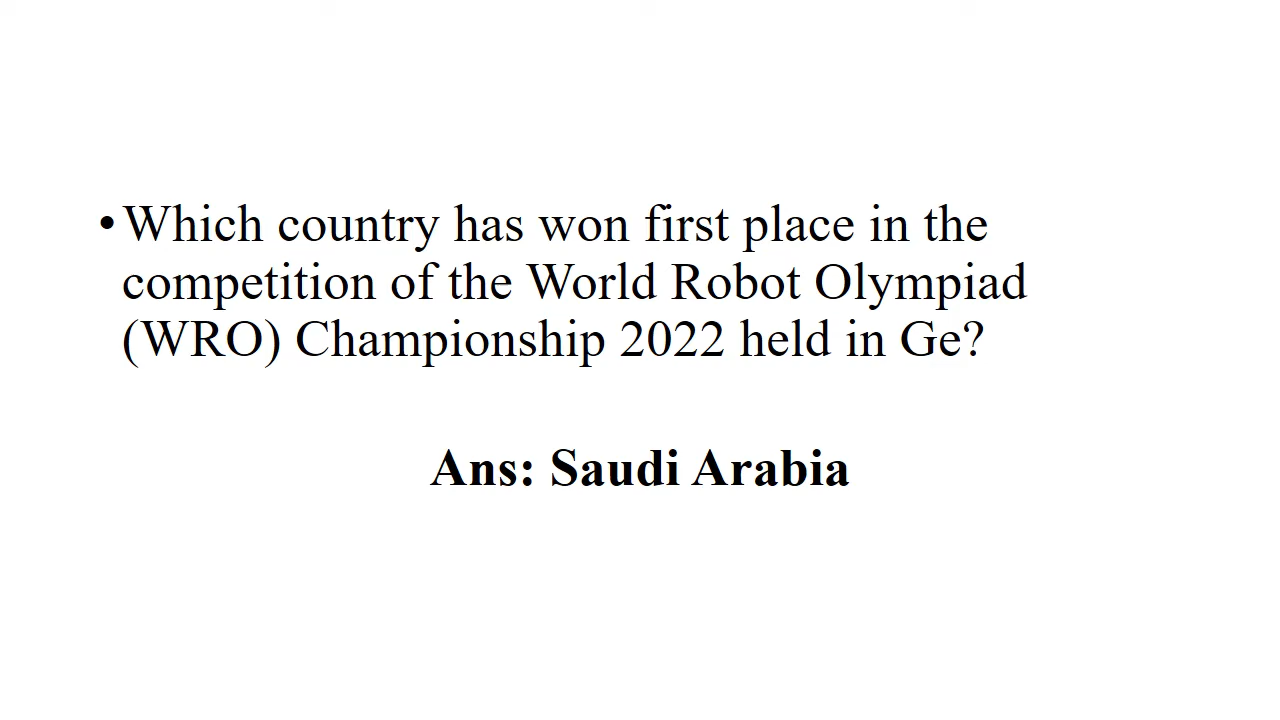 • Which country has won first place in the
competition of the World Robot Olympiad
(WRO) Championship 2022 held in Ge?
Ans: Saudi Arabia